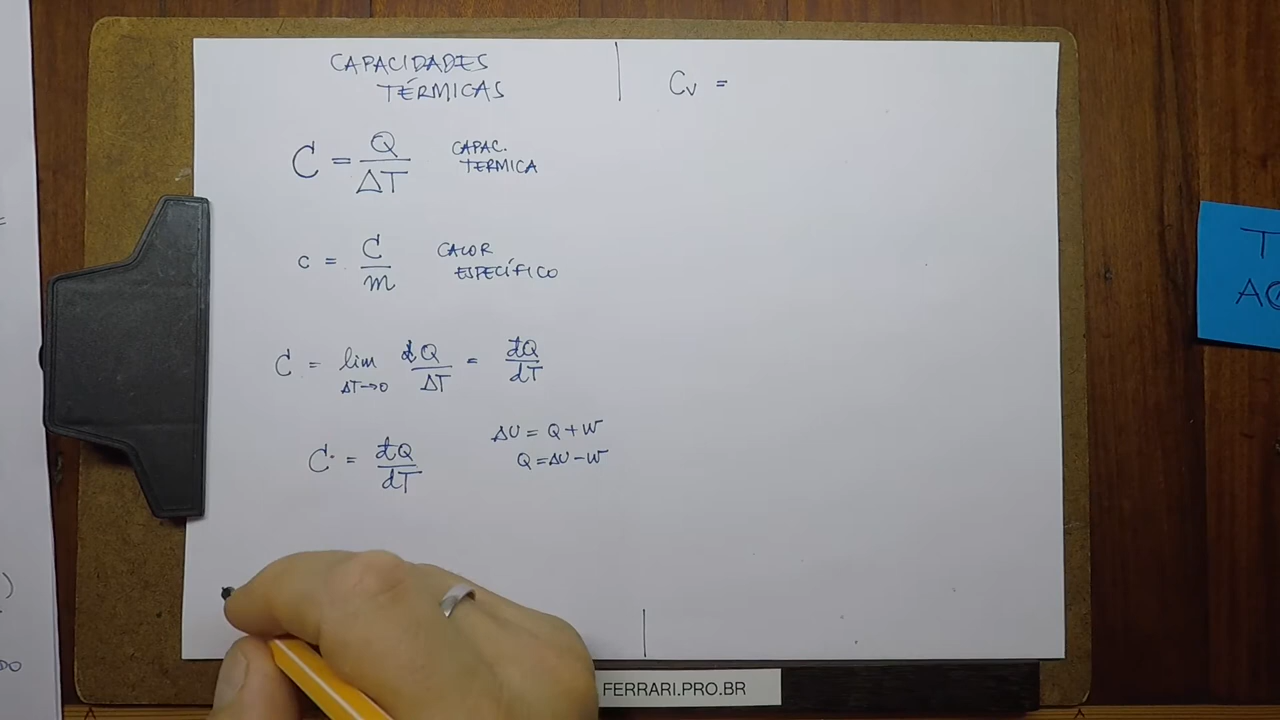 CAPACIDADES
TÉRMICAS
C = Q/ΔT
CAPAC.
TERMICA
c = C/m
CALOR
ESPECÍFICO
C = lim ΔT→0 đQ/ΔT = đQ/dT
C = đQ/dT
ΔU = Q + W
Q = ΔU - W
Cv =
FERRARI.PRO.BR